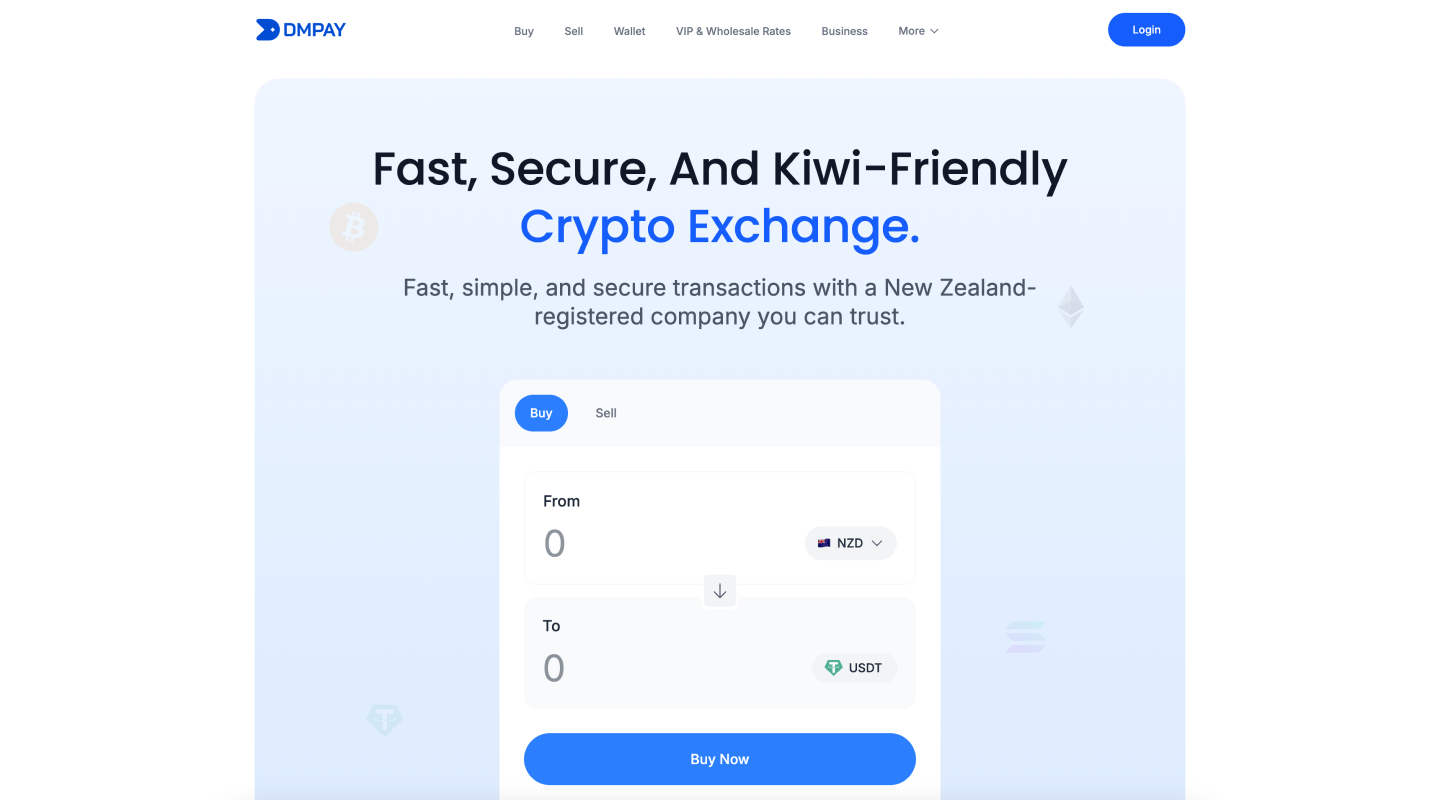 DMPAY
Buy
Sell
Wallet
VIP & Wholesale Rates
Business
More
Login
Fast, Secure, And Kiwi-Friendly
Crypto Exchange.
Fast, simple, and secure transactions with a New Zealand-
registered company you can trust.
Buy
Sell
From
0
NZD
To
0
USDT
Buy Now